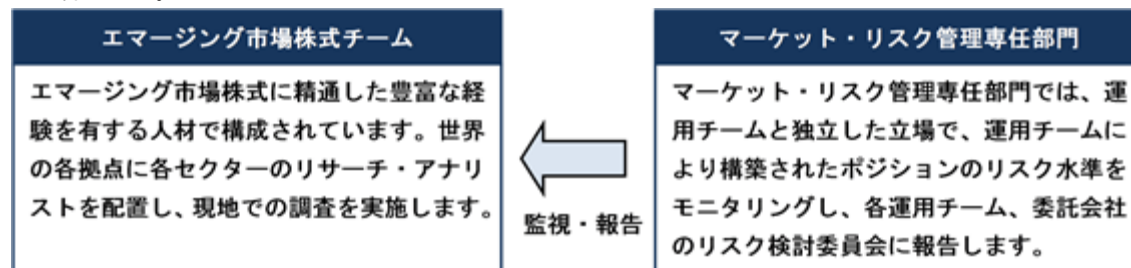 エマージング市場株式チーム
エマージング市場株式に精通した豊富な経
験を有する人材で構成されています。世界
の各拠点に各セクターのリサーチ・アナリ
ストを配置し、現地での調査を実施します。
監視・報告
マーケット・リスク管理専任部門
マーケット・リスク管理専任部門では、運
用チームと独立した立場で、運用チームに
より構築されたポジションのリスク水準を
モニタリングし、各運用チーム、委託会社
のリスク検討委員会に報告します。